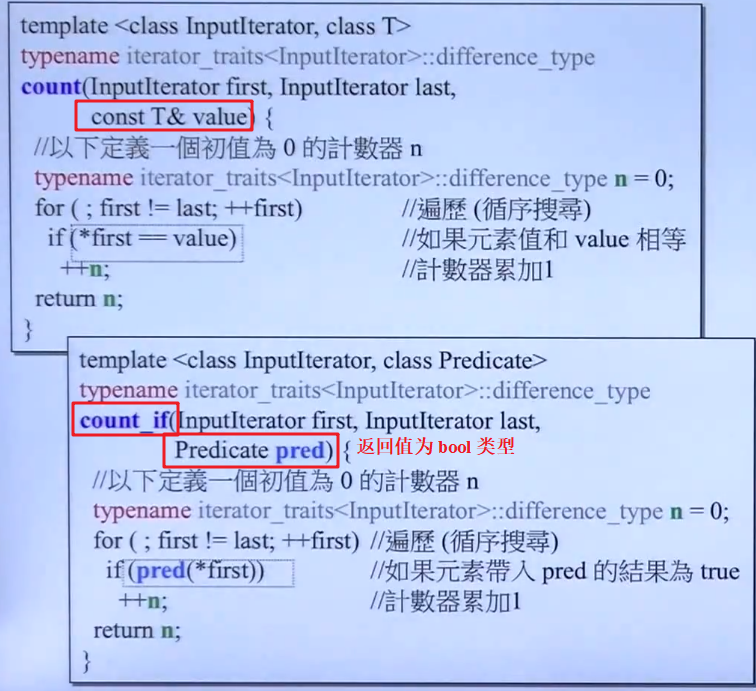 template <class InputIterator, class T>
typename iterator_traits<InputIterator>::difference_type
count(InputIterator first, InputIterator last,
const T& value) {
//以下定義一個初值為 0 的計數器 n
typename iterator_traits<InputIterator>::difference_type n = 0;
for ( ; first != last; ++first) //遍歷 (循序搜尋)
if (*first == value) //如果元素值和 value 相等
++n; //計數器累加1
return n;
}
template <class InputIterator, class Predicate>
typename iterator_traits<InputIterator>::difference_type
count_if(InputIterator first, InputIterator last,
Predicate pred) { 返回值为 bool 类型
//以下定義一個初值為 0 的計數器 n
typename iterator_traits<InputIterator>::difference_type n = 0;
for ( ; first != last; ++first) //遍歷 (循序搜尋)
if (pred(*first)) //如果元素帶入 pred 的結果為 true
++n; //計數器累加1
return n;
}